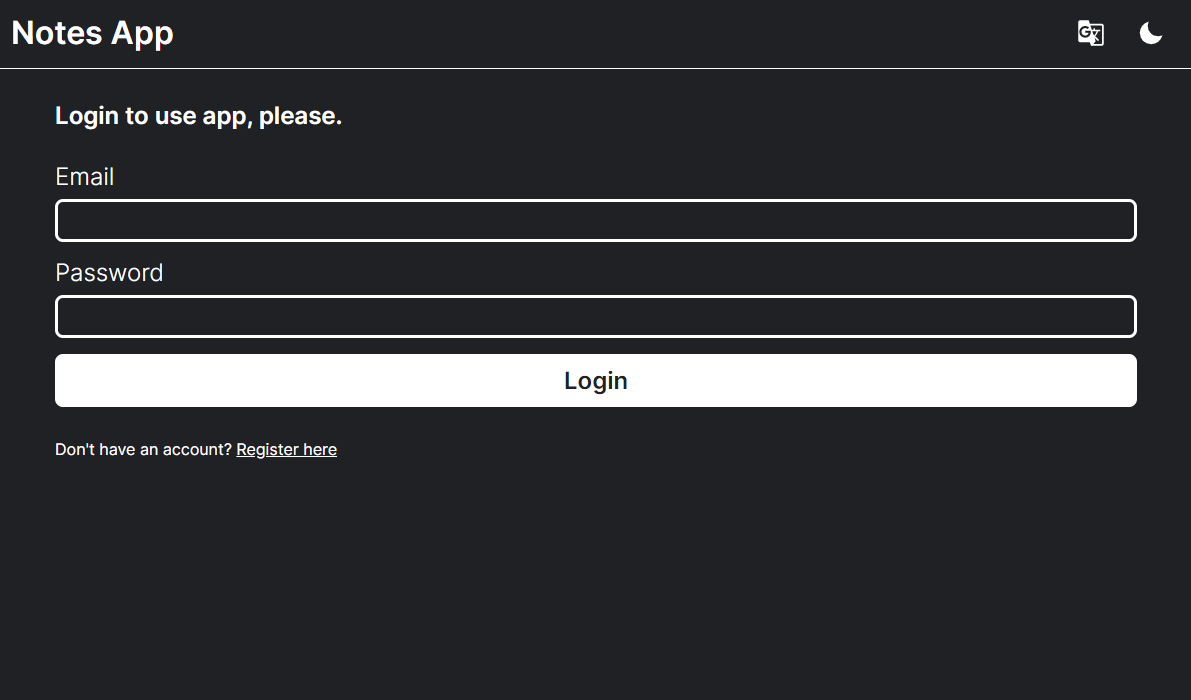 Notes App
Login to use app, please.
Email
Password
Login
Don't have an account? Register here